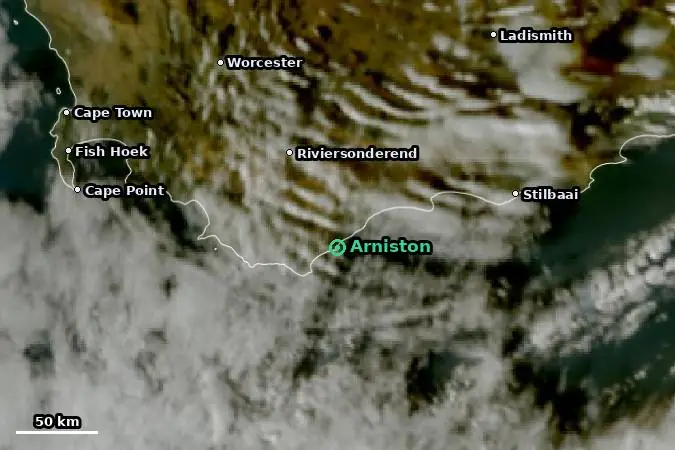 Ladismith
Worcester
Cape Town
Fish Hoek
Riviersonderend
Cape Point
Stilbaai
Arniston
50 km